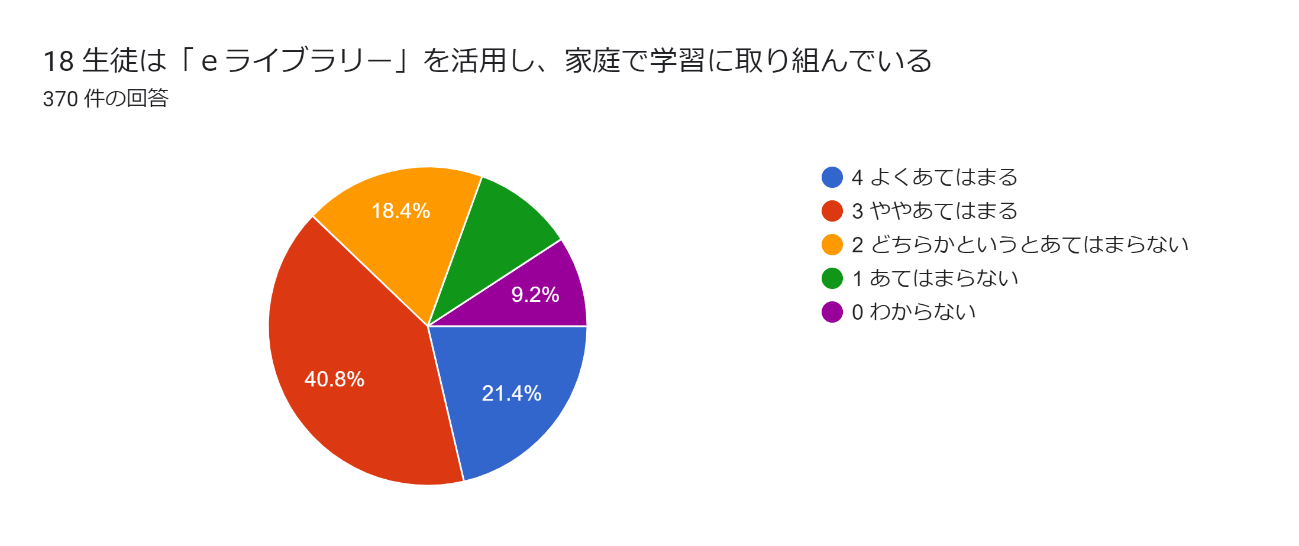 18 生徒は「ｅライブラリー」を活用し、家庭で学習に取り組んでいる
370 件の回答
4 よくあてはまる
3 ややあてはまる
2 どちらかというとあてはまらない
1 あてはまらない
0 わからない
18.4%
9.2%
40.8%
21.4%